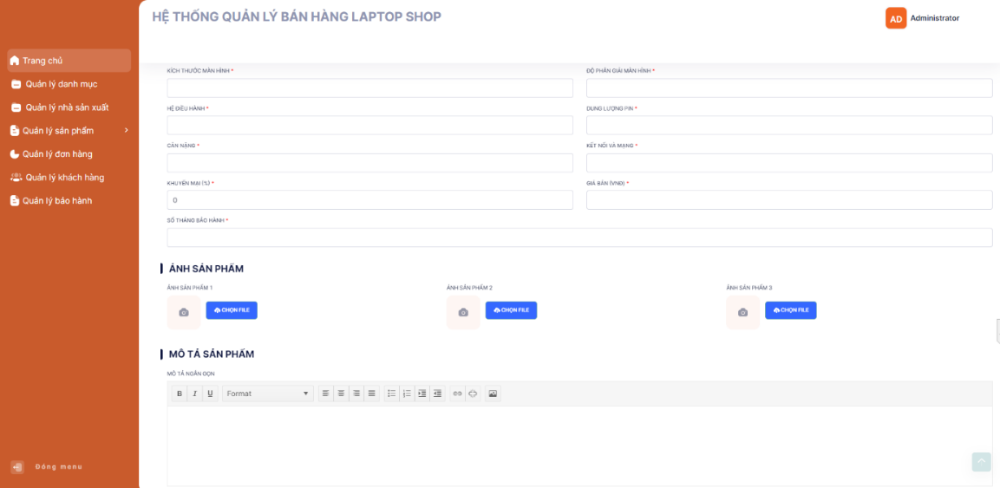 HỆ THỐNG QUẢN LÝ BÁN HÀNG LAPTOP SHOP
AD Administrator
Trang chủ
Quản lý danh mục
Quản lý nhà sản xuất
Quản lý sản phẩm
Quản lý đơn hàng
Quản lý khách hàng
Quản lý bảo hành
Đóng menu
KÍCH THƯỚC MÀN HÌNH *
ĐỘ PHÂN GIẢI MÀN HÌNH *
HỆ ĐIỀU HÀNH *
DUNG LƯỢNG PIN *
CÂN NẶNG *
KẾT NỐI VÀ MẠNG *
KHUYẾN MẠI (%) *
0
GIÁ BÁN (VNĐ) *
SỐ THÁNG BẢO HÀNH *
ẢNH SẢN PHẨM
ẢNH SẢN PHẨM 1
CHỌN FILE
ẢNH SẢN PHẨM 2
CHỌN FILE
ẢNH SẢN PHẨM 3
CHỌN FILE
MÔ TẢ SẢN PHẨM
MÔ TẢ NGẮN GỌN
B I U Format